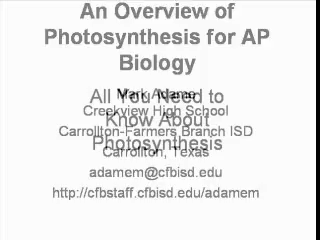 An Overview of
Photosynthesis for AP
Biology
Mark Adame
All You Need to
Creekview High School
Know About
Carrollton-Farmers Branch ISD
Photosynthesis
Carrollton, Texas
adamem@cfbisd.edu
http://cfbstaff.cfbisd.edu/adamem